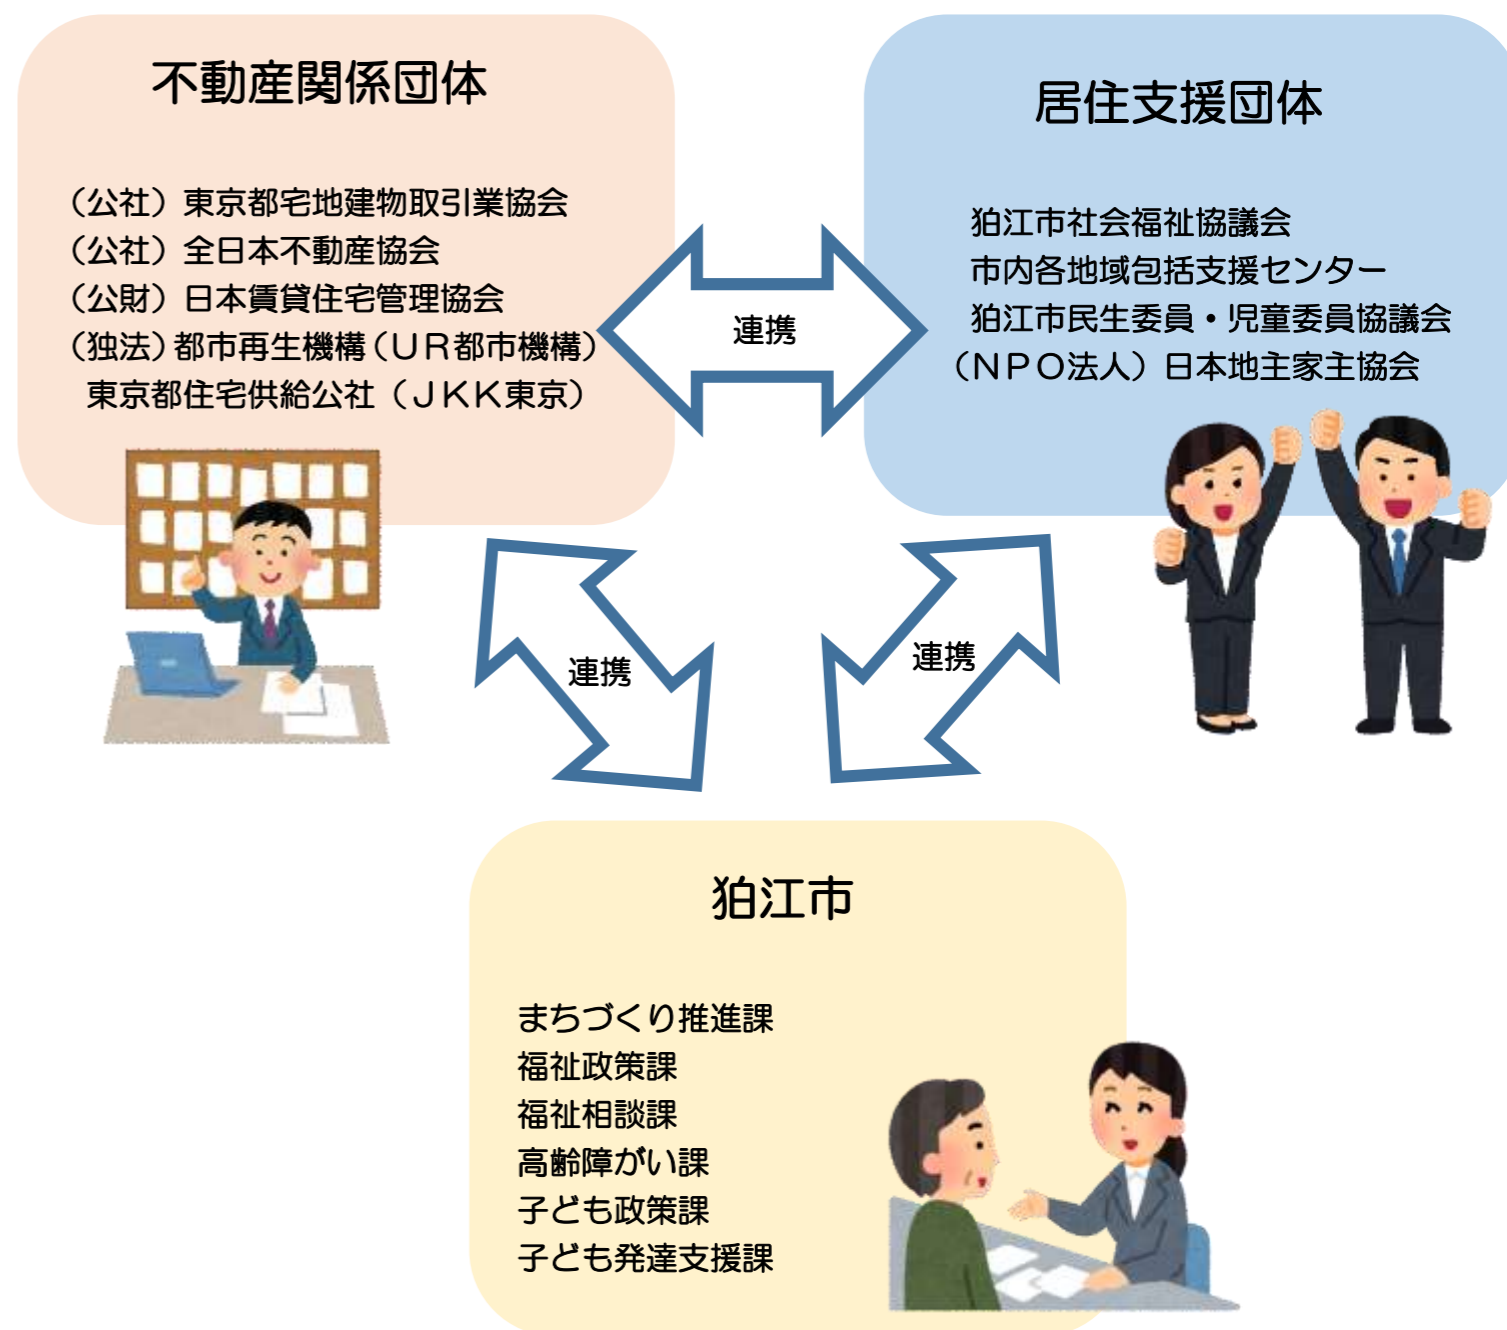 不動産関係団体
（公社）東京都宅地建物取引業協会
（公社）全日本不動産協会
（公財）日本賃貸住宅管理協会
（独法）都市再生機構（ＵＲ都市機構）
東京都住宅供給公社（ＪＫＫ東京）
連携
居住支援団体
狛江市社会福祉協議会
市内各地域包括支援センター
狛江市民生委員・児童委員協議会
（ＮＰＯ法人）日本地主家主協会
連携
連携
狛江市
まちづくり推進課
福祉政策課
福祉相談課
高齢障がい課
子ども政策課
子ども発達支援課